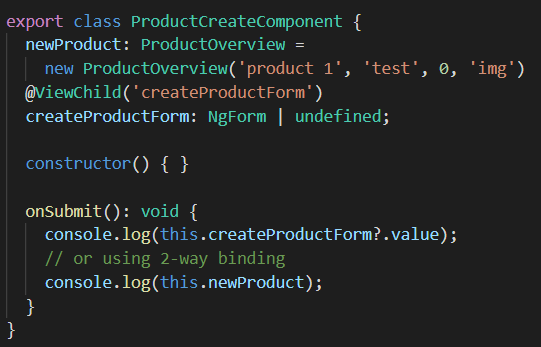 export class ProductCreateComponent {
  newProduct: ProductOverview =
    new ProductOverview('product 1', 'test', 0, 'img')
  @ViewChild('createProductForm')
  createProductForm: NgForm | undefined;

  constructor() { }

  onSubmit(): void {
    console.log(this.createProductForm?.value);
    // or using 2-way binding
    console.log(this.newProduct);
  }
}